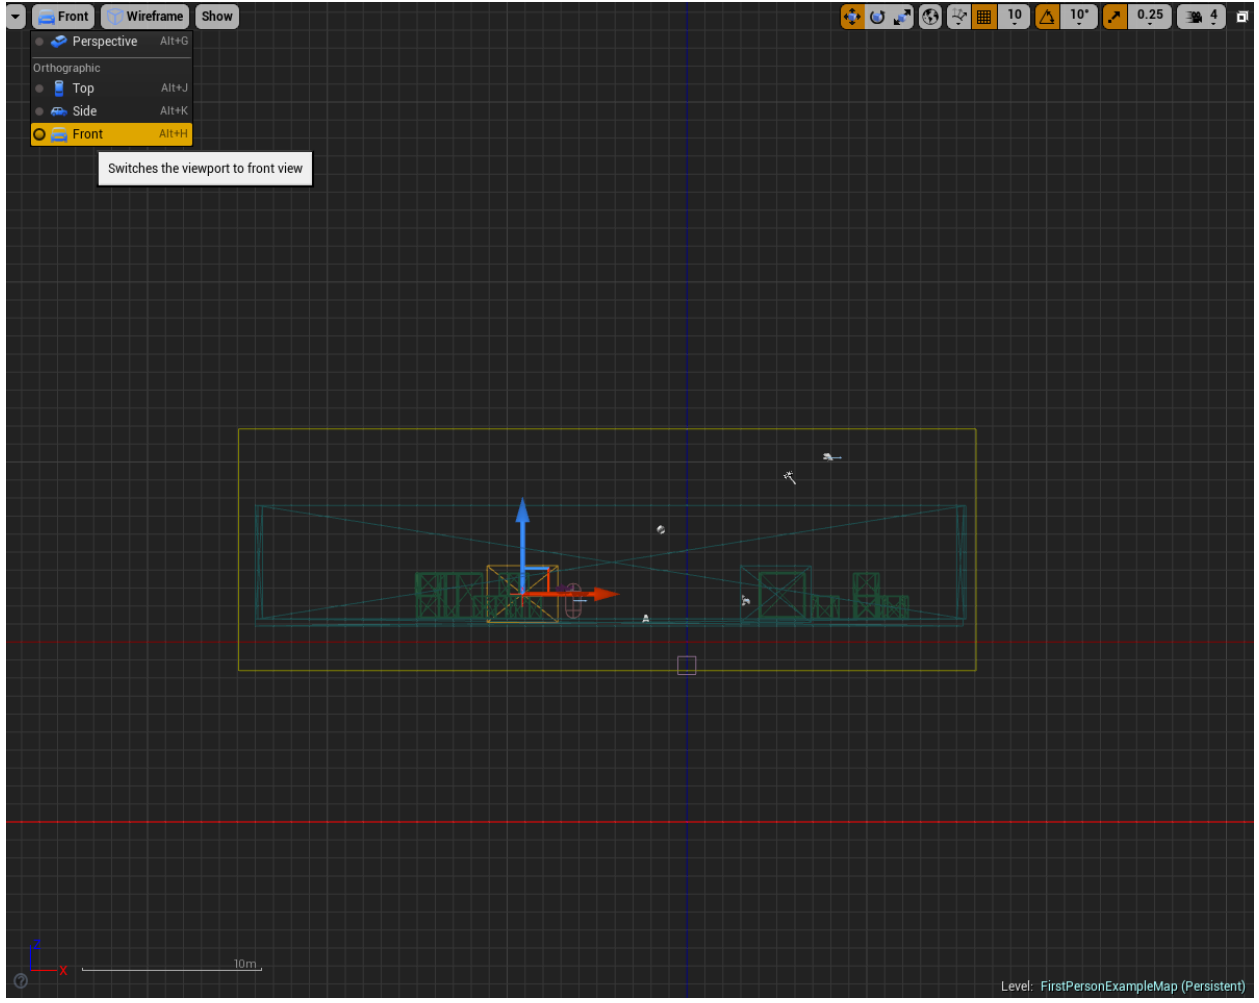 Front Wireframe Show 10 10° 0.25 4
Perspective Alt+G
Orthographic
Top Alt+J
Side Alt+K
Front Alt+H
Switches the viewport to front view
Z
X
10m
Level: FirstPersonExampleMap (Persistent)